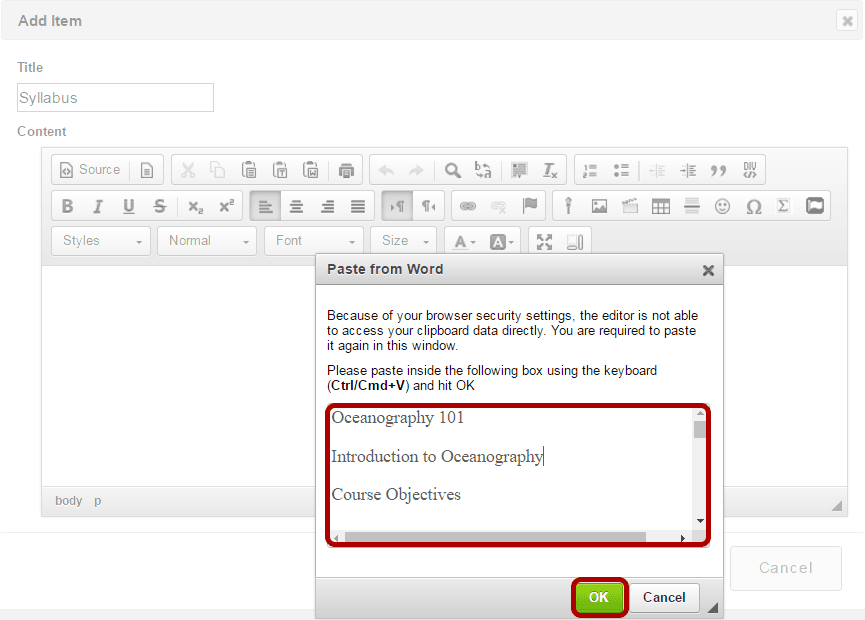 Add Item
Title
Syllabus
Content
Source
B I U S x₂ x²
Styles Normal Font Size A A
Paste from Word
Because of your browser security settings, the editor is not able
to access your clipboard data directly. You are required to paste
it again in this window.
Please paste inside the following box using the keyboard
(Ctrl/Cmd+V) and hit OK
Oceanography 101
Introduction to Oceanography
Course Objectives
body p
Cancel
OK Cancel